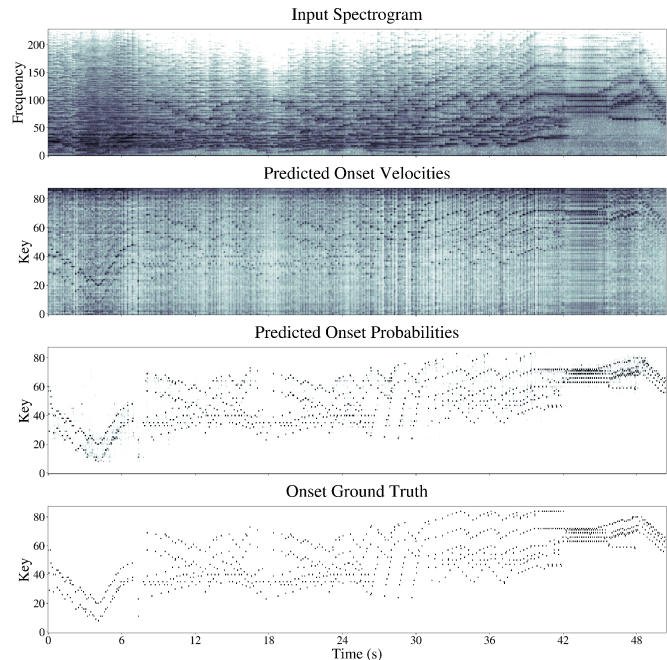 Input Spectrogram
200
150
100
50
0
Frequency
Predicted Onset Velocities
80
60
40
20
0
Key
Predicted Onset Probabilities
80
60
40
20
0
Key
Onset Ground Truth
80
60
40
20
0
Key
0 6 12 18 24 30 36 42 48
Time (s)